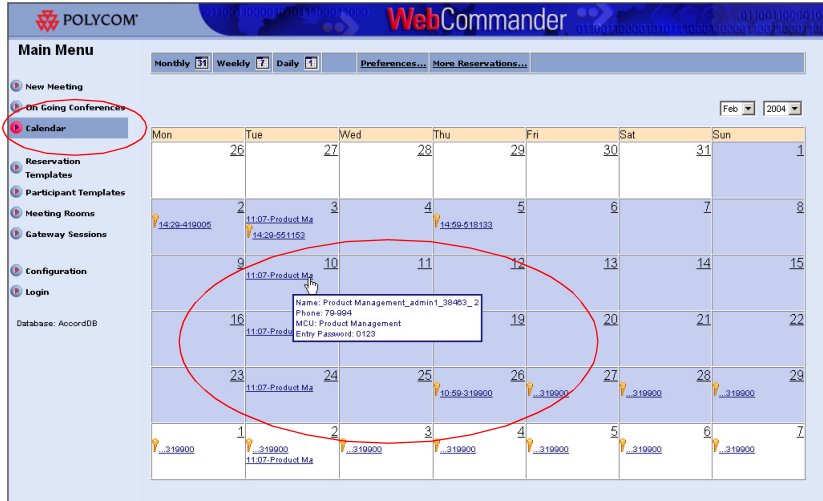 POLYCOM
WebCommander
Main Menu
Monthly 31 Weekly 7 Daily 1 Preferences... More Reservations...
New Meeting
On Going Conferences
Calendar
Reservation
Templates
Participant Templates
Meeting Rooms
Gateway Sessions
Configuration
Login
Database: AccordDB
Feb 2004
Mon Tue Wed Thu Fri Sat Sun
26 27 28 29 30 31 1
2 3 4 5 6 7 8
14:29-419005 11:07-Product Ma 14:59-518133
14:29-551153
9 10 11 12 13 14 15
11:07-Product Ma
Name: Product Management_admin1_38463_ 2
Phone: 79-994
MCU: Product Management
Entry Password: 0123
16 19 20 21 22
11:07-Produ
23 24 25 26 27 28 29
11:07-Product Ma 10:59-319900 ...319900 ...319900 ...319900
1 2 3 4 5 6 7
...319900 ...319900 ...319900 ...319900 ...319900 ...319900 ...319900
11:07-Product Ma